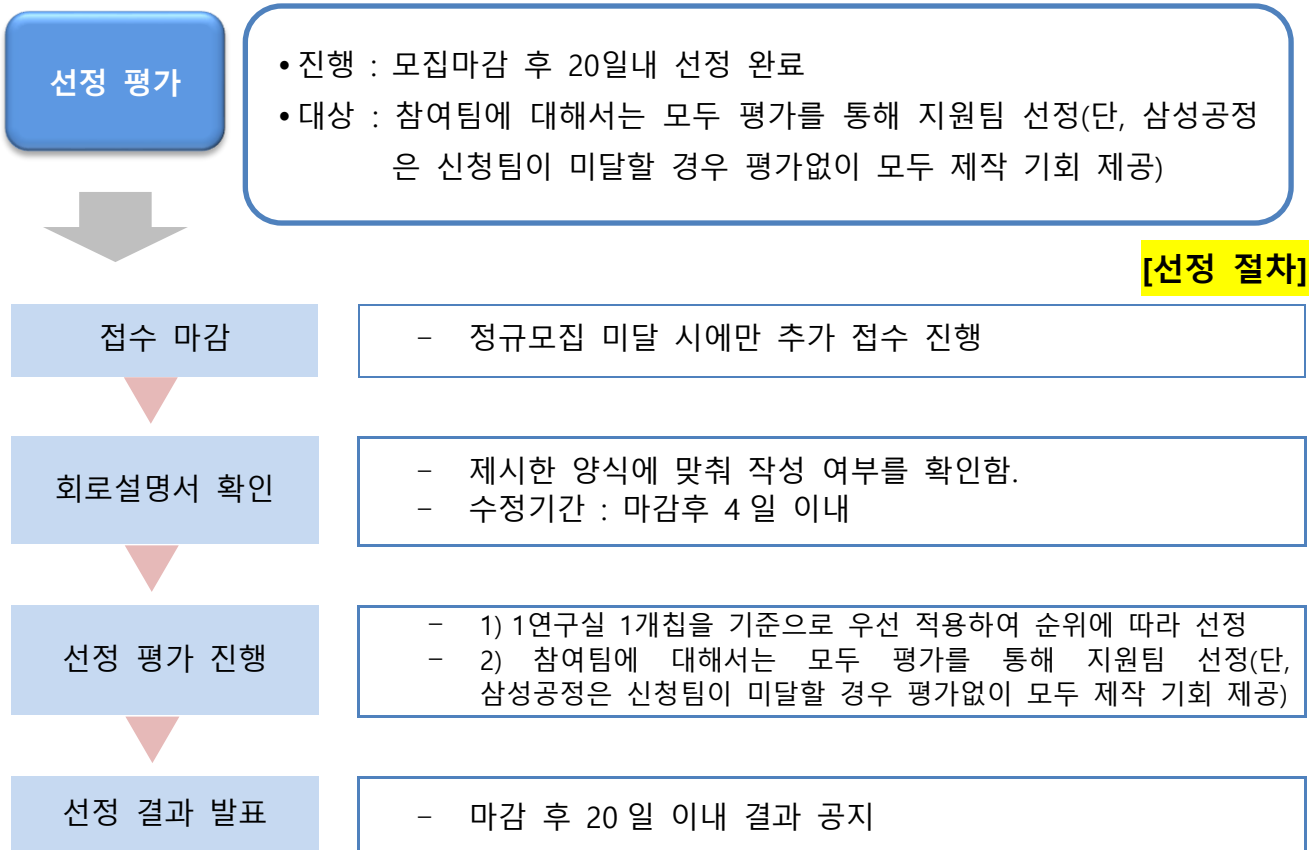 선정 평가
• 진행 : 모집마감 후 20일내 선정 완료
• 대상 : 참여팀에 대해서는 모두 평가를 통해 지원팀 선정(단, 삼성공정
은 신청팀이 미달할 경우 평가없이 모두 제작 기회 제공)
[선정 절차]
접수 마감
－ 정규모집 미달 시에만 추가 접수 진행
회로설명서 확인
－ 제시한 양식에 맞춰 작성 여부를 확인함.
－ 수정기간 : 마감후 4일 이내
선정 평가 진행
－ 1) 1연구실 1개칩을 기준으로 우선 적용하여 순위에 따라 선정
－ 2) 참여팀에 대해서는 모두 평가를 통해 지원팀 선정(단,
삼성공정은 신청팀이 미달할 경우 평가없이 모두 제작 기회 제공)
선정 결과 발표
－ 마감 후 20일 이내 결과 공지